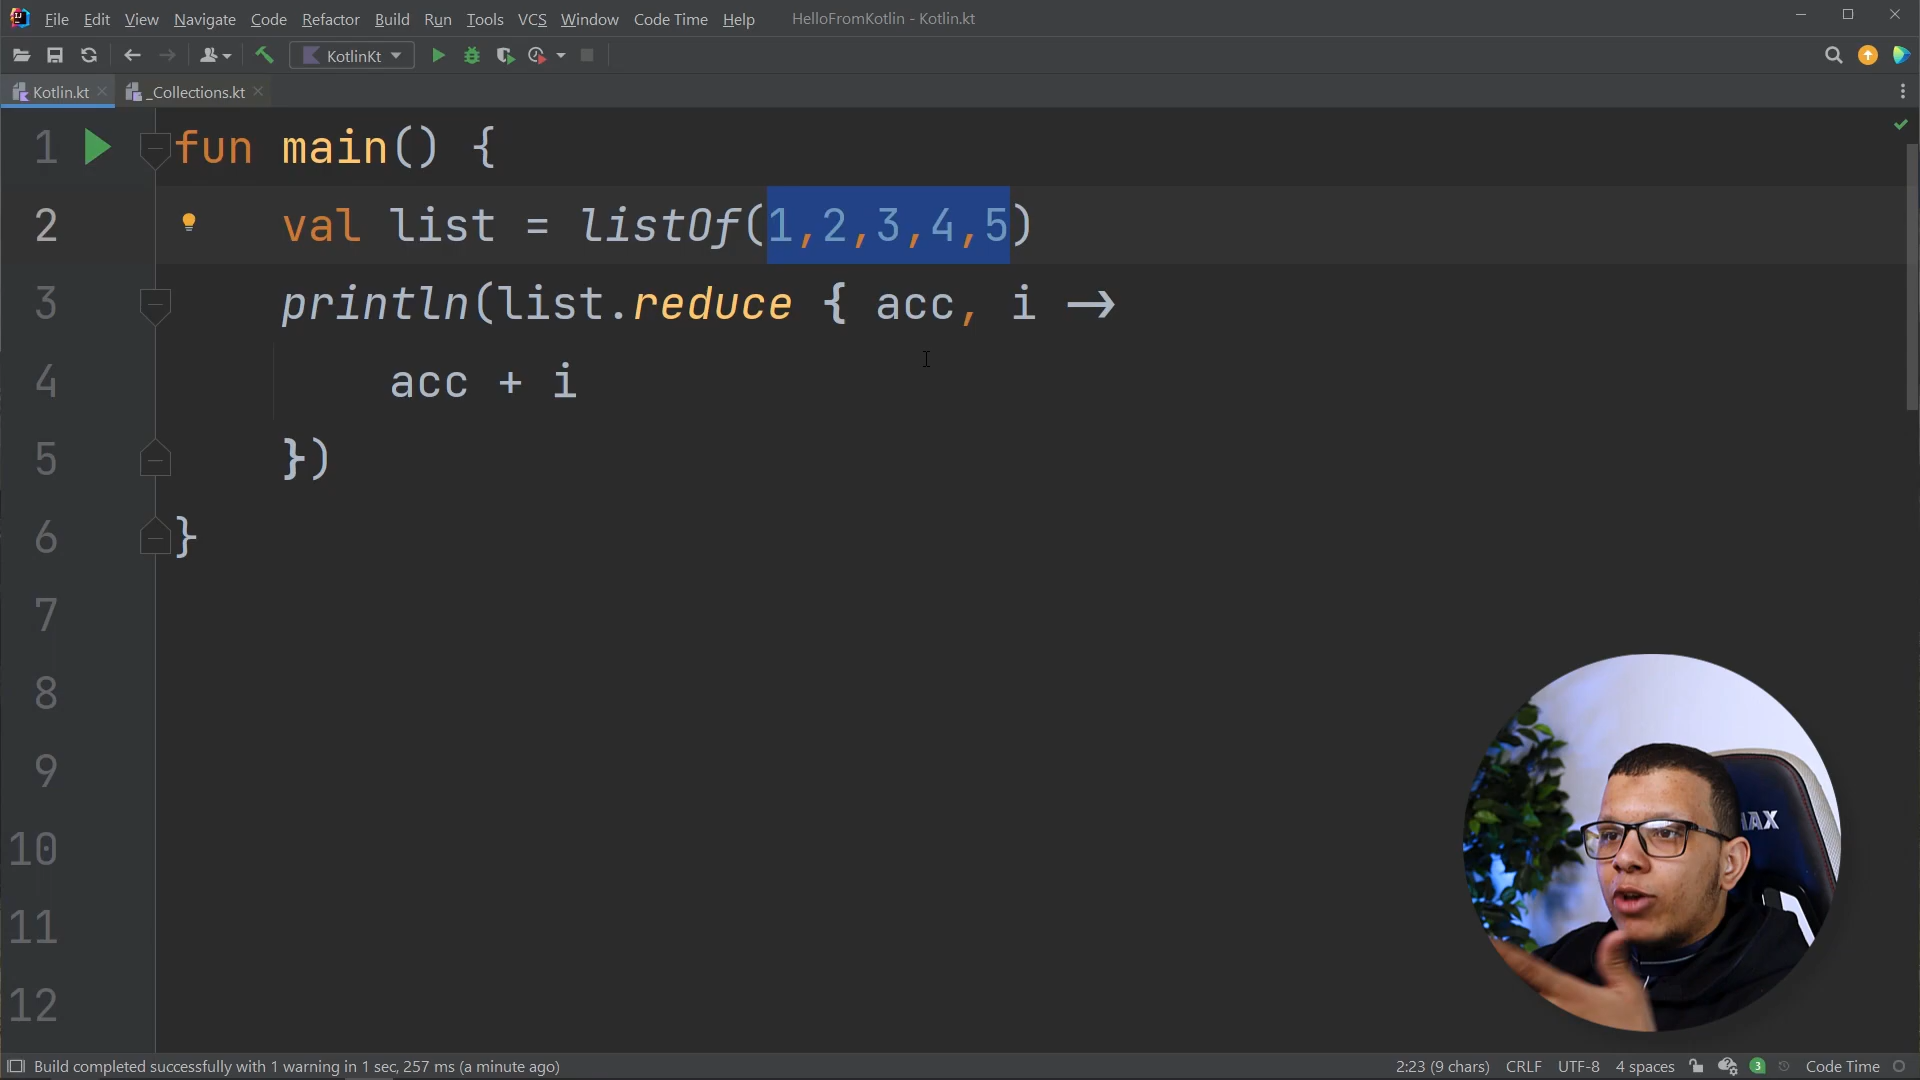 File Edit View Navigate Code Refactor Build Run Tools VCS Window Code Time Help HelloFromKotlin - Kotlin.kt
KotlinKt
Kotlin.kt _Collections.kt
1 fun main() {
2 val list = listOf(1,2,3,4,5)
3 println(list.reduce { acc, i →
4 acc + i
5 })
6 }
7
8
9
10
11
12
Build completed successfully with 1 warning in 1 sec, 257 ms (a minute ago) 2:23 (9 chars) CRLF UTF-8 4 spaces 3 Code Time